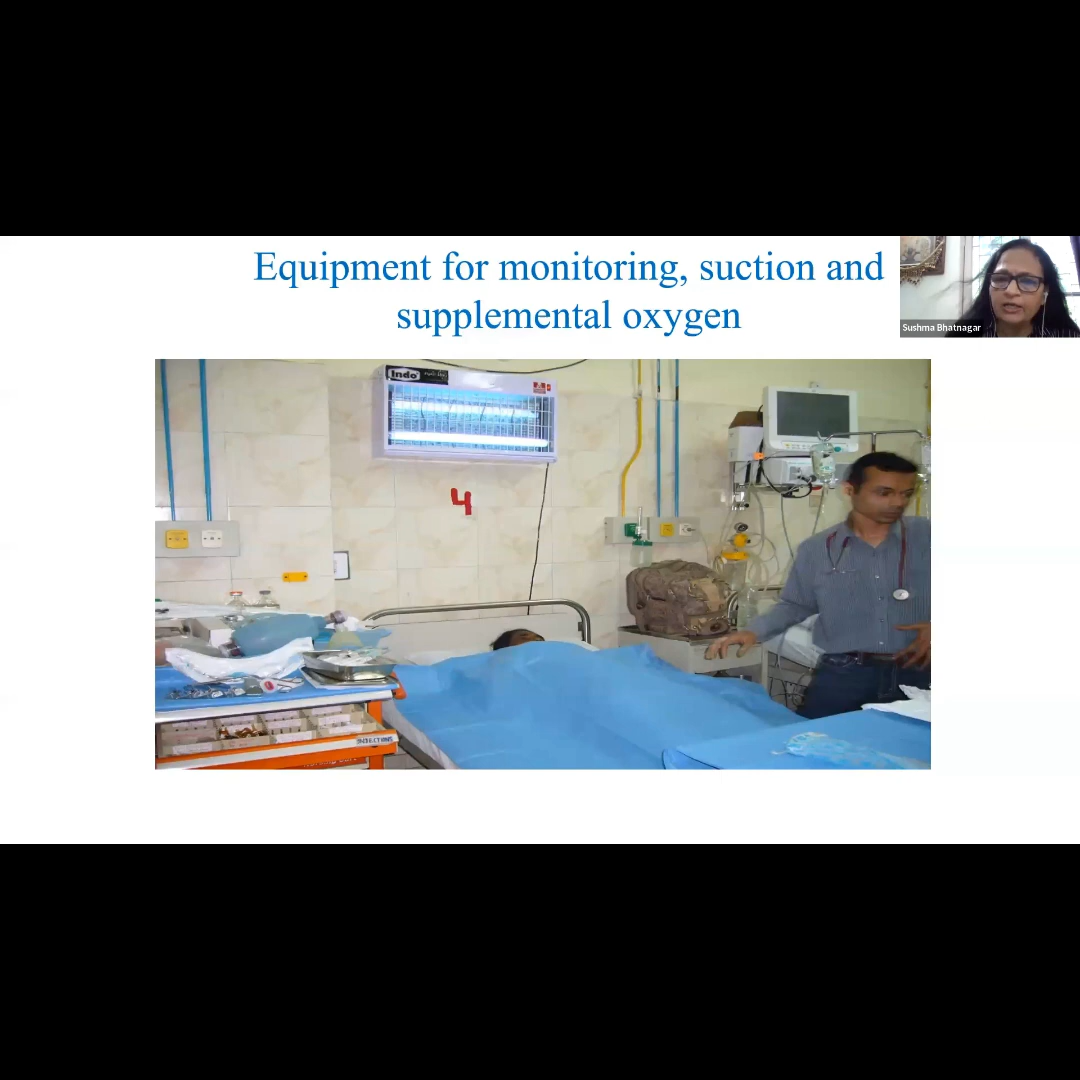 Equipment for monitoring, suction and
supplemental oxygen
Sushma Bhatnagar
Indo
4
INJECTIONS